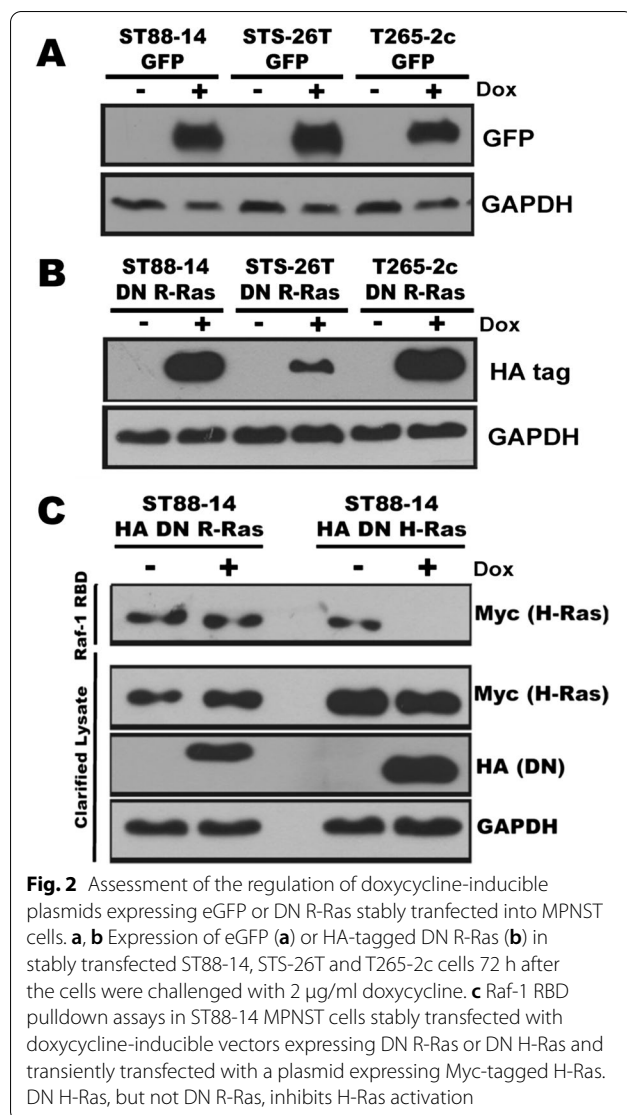 A
ST88-14 STS-26T T265-2c
GFP GFP GFP
- + - + - + Dox
GFP
GAPDH
B
ST88-14 STS-26T T265-2c
DN R-Ras DN R-Ras DN R-Ras
- + - + - + Dox
HA tag
GAPDH
C
ST88-14 ST88-14
HA DN R-Ras HA DN H-Ras
- + - + Dox
Raf-1 RBD
Myc (H-Ras)
Clarified Lysate
Myc (H-Ras)
HA (DN)
GAPDH
Fig. 2 Assessment of the regulation of doxycycline-inducible
plasmids expressing eGFP or DN R-Ras stably tranfected into MPNST
cells. a, b Expression of eGFP (a) or HA-tagged DN R-Ras (b) in
stably transfected ST88-14, STS-26T and T265-2c cells 72 h after
the cells were challenged with 2 μg/ml doxycycline. c Raf-1 RBD
pulldown assays in ST88-14 MPNST cells stably transfected with
doxycycline-inducible vectors expressing DN R-Ras or DN H-Ras and
transiently transfected with a plasmid expressing Myc-tagged H-Ras.
DN H-Ras, but not DN R-Ras, inhibits H-Ras activation